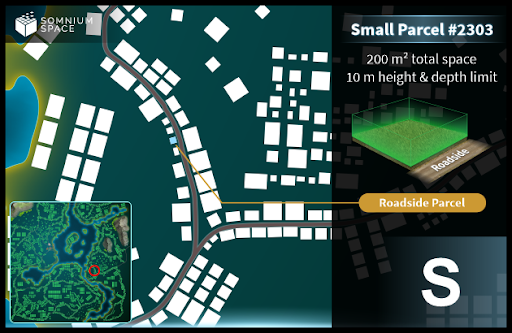 SOMNIUM
SPACE
Small Parcel #2303
200 m² total space
10 m height & depth limit
Roadside
Roadside Parcel
S